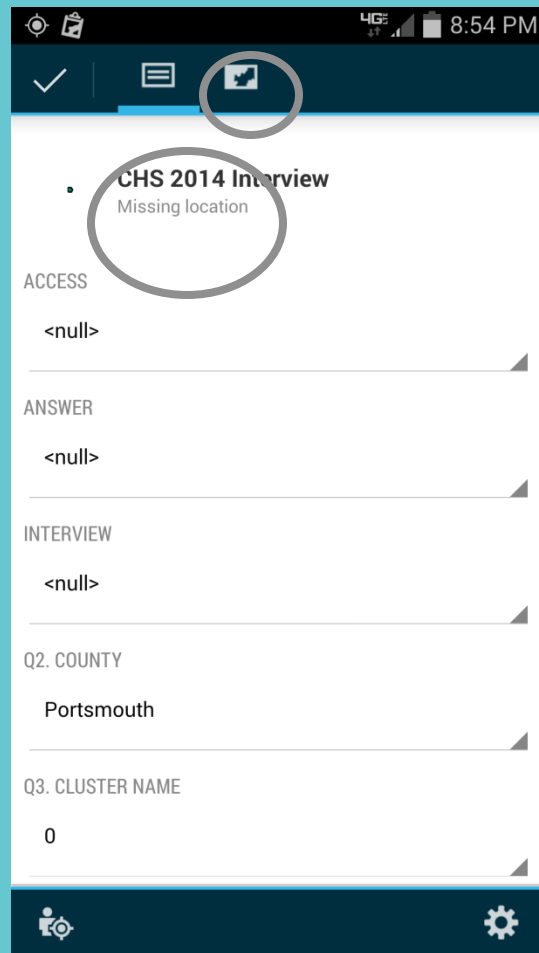 4G 8:54 PM
CHS 2014 Interview
Missing location
ACCESS
<null>
ANSWER
<null>
INTERVIEW
<null>
Q2. COUNTY
Portsmouth
Q3. CLUSTER NAME
0